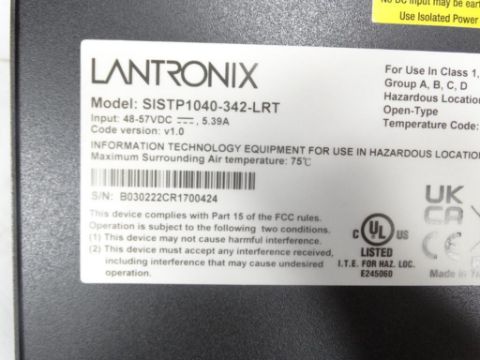 No DC input may be eart
Use Isolated Power
LANTRONIX
Model: SISTP1040-342-LRT
Input: 48-57VDC ⎓, 5.39A
Code version: v1.0
For Use In Class 1,
Group A, B, C, D
Hazardous Location
Open-Type
Temperature Code:
INFORMATION TECHNOLOGY EQUIPMENT FOR USE IN HAZARDOUS LOCATION
Maximum Surrounding Air temperature: 75℃
S/N: B030222CR1700424
This device complies with Part 15 of the FCC rules.
Operation is subject to the following two conditions.
(1) This device may not cause harmful interference.
(2) This device must accept any interference received,
including interference that may cause undesired
operation.
C UL US
LISTED
I.T.E. FOR HAZ. LOC.
E245060
UK
CA
CE
Made in